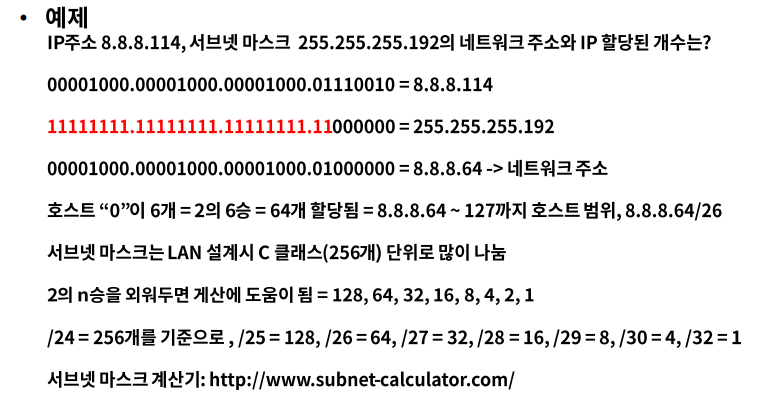 • 예제
IP주소 8.8.8.114, 서브넷 마스크 255.255.255.192의 네트워크 주소와 IP 할당된 개수는?
00001000.00001000.00001000.01110010 = 8.8.8.114
11111111.11111111.11111111.11000000 = 255.255.255.192
00001000.00001000.00001000.01000000 = 8.8.8.64 -> 네트워크 주소
호스트 “0”이 6개 = 2의 6승 = 64개 할당됨 = 8.8.8.64 ~ 127까지 호스트 범위, 8.8.8.64/26
서브넷 마스크는 LAN 설계시 C 클래스(256개) 단위로 많이 나눔
2의 n승을 외워두면 게산에 도움이 됨 = 128, 64, 32, 16, 8, 4, 2, 1
/24 = 256개를 기준으로 , /25 = 128, /26 = 64, /27 = 32, /28 = 16, /29 = 8, /30 = 4, /32 = 1
서브넷 마스크 계산기: http://www.subnet-calculator.com/